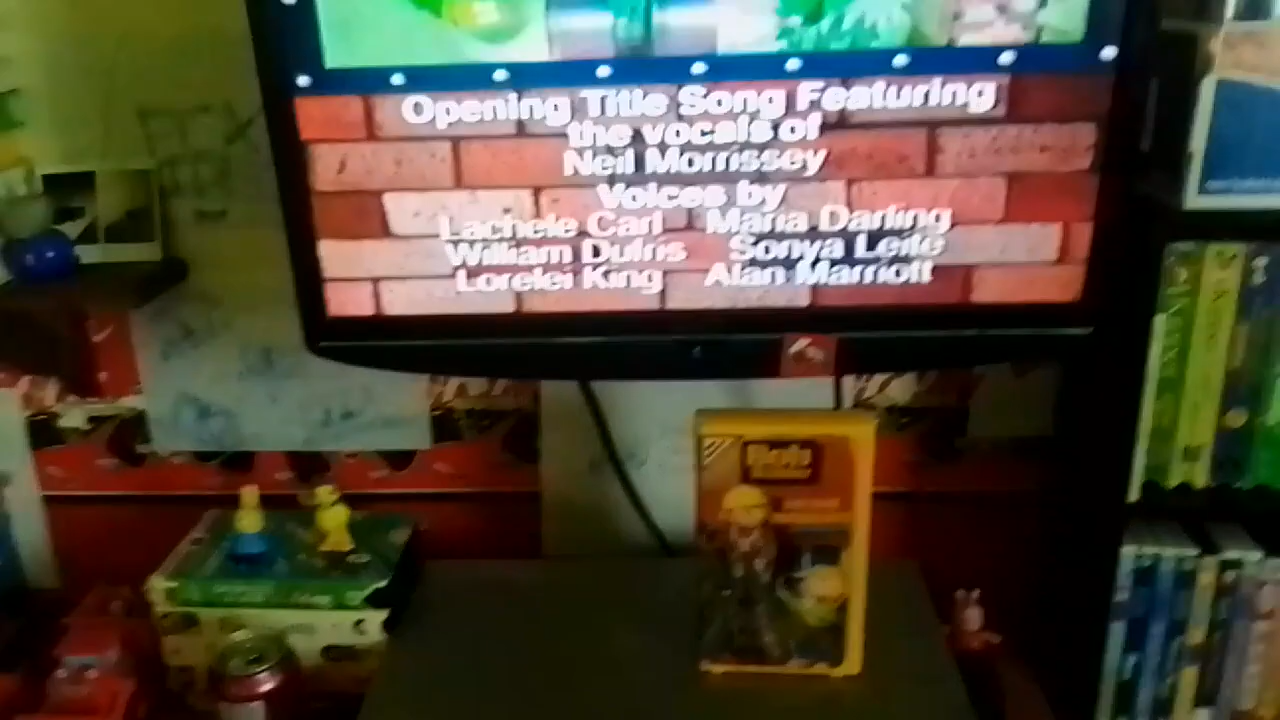 Opening Title Song Featuring
the vocals of
Neil Morrissey
Voices by
Lachele Carl Maria Darling
William Dufris Sonya Leite
Lorelei King Alan Marriott
Bob